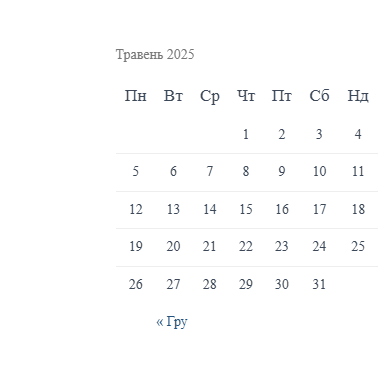 Травень 2025
Пн Вт Ср Чт Пт Сб Нд
1 2 3 4
5 6 7 8 9 10 11
12 13 14 15 16 17 18
19 20 21 22 23 24 25
26 27 28 29 30 31
« Гру